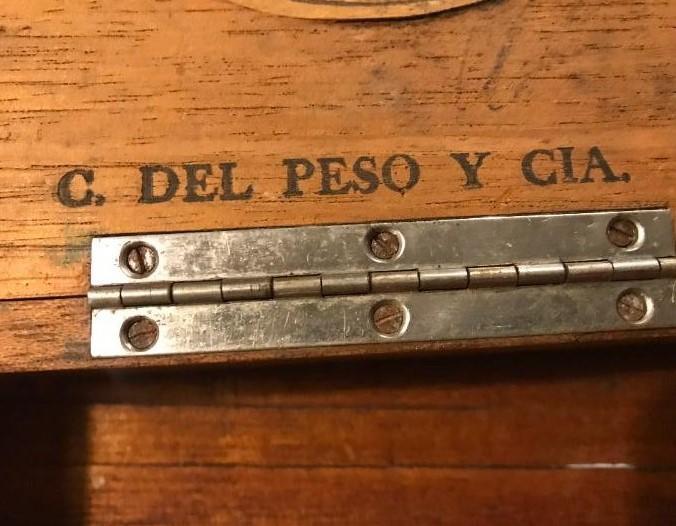 C. DEL PESO Y CIA.